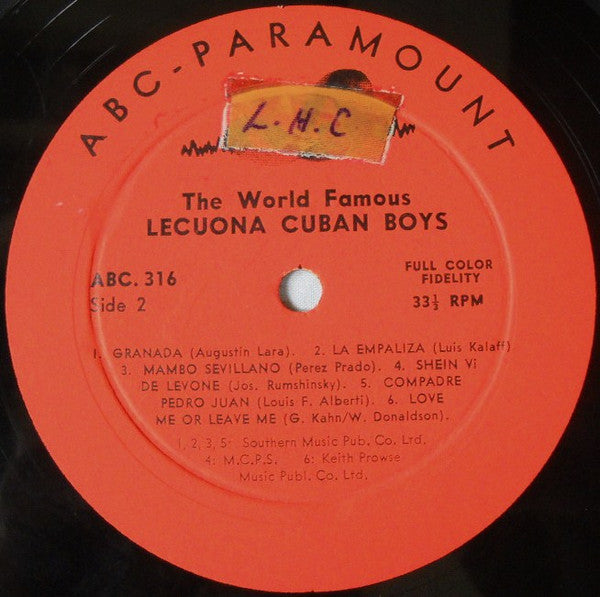 ABC-PARAMOUNT
L.H.C
The World Famous
LECUONA CUBAN BOYS
ABC. 316
Side 2
FULL COLOR
FIDELITY
33⅓ RPM
1. GRANADA (Augustin Lara). 2. LA EMPALIZA (Luis Kalaff)
3. MAMBO SEVILLANO (Perez Prado). 4. SHEIN Vi
DE LEVONE (Jos. Rumshinsky). 5. COMPADRE
PEDRO JUAN (Louis F. Alberti). 6. LOVE
ME OR LEAVE ME (G. Kahn/W. Donaldson).
1, 2, 3, 5: Southern Music Pub. Co. Ltd.
4: M.C.P.S. 6: Keith Prowse
Music Publ. Co. Ltd.